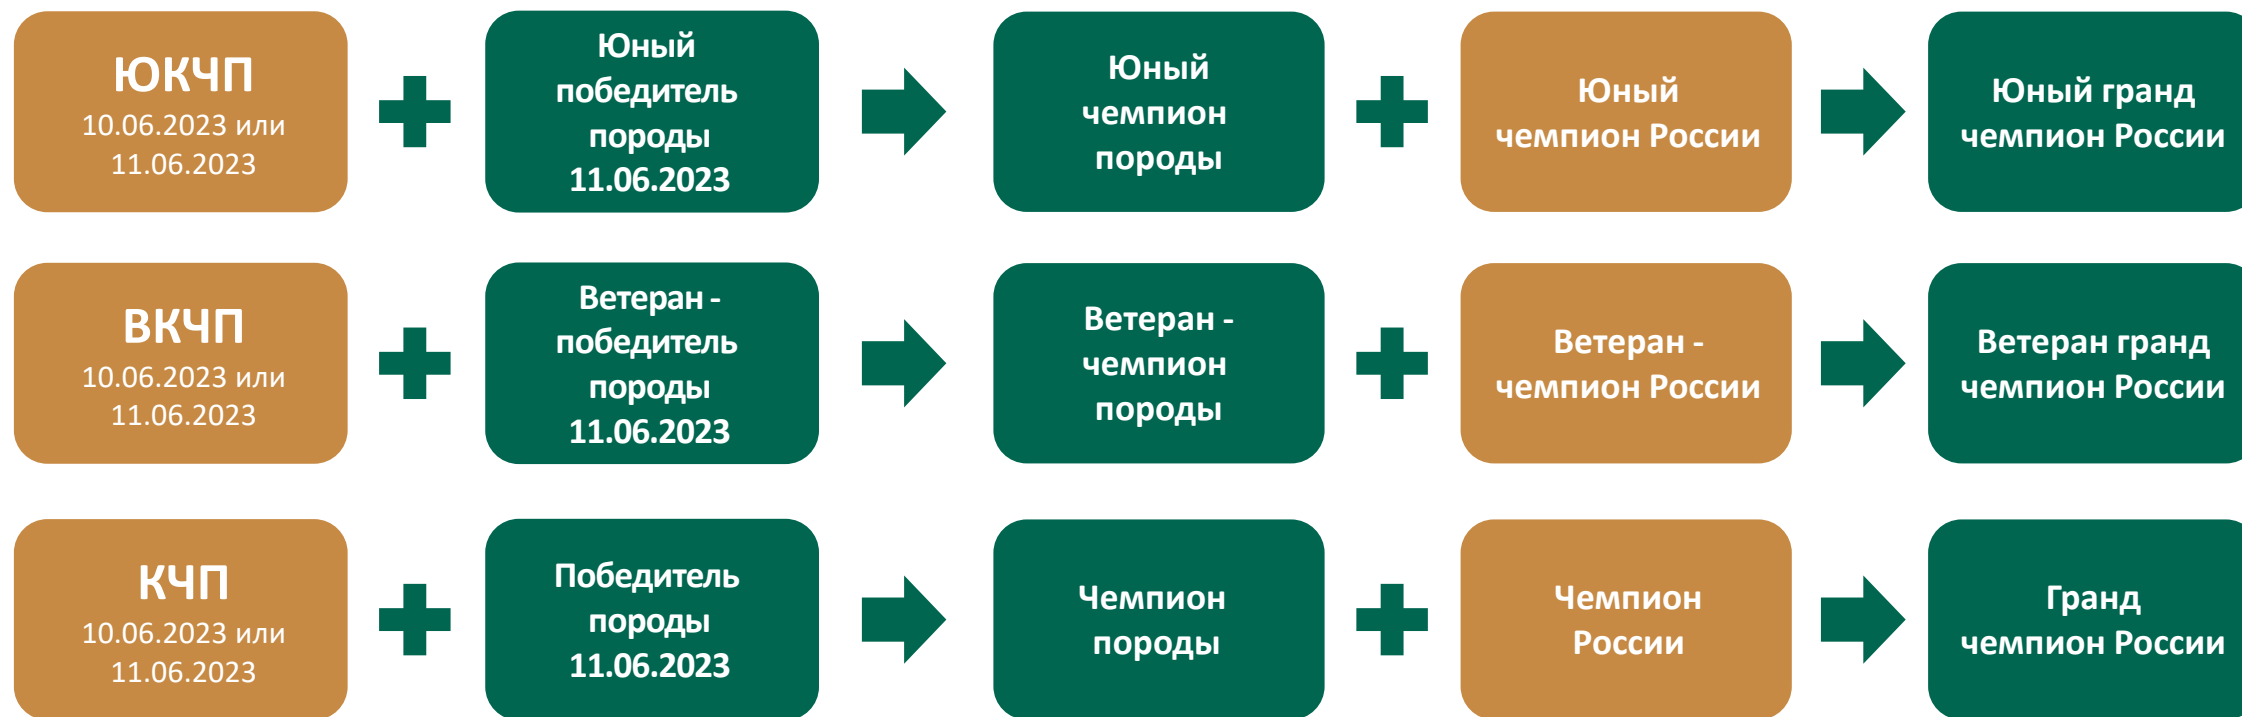 ЮКЧП
10.06.2023 или
11.06.2023
Юный
победитель
породы
11.06.2023
Юный
чемпион
породы
Юный
чемпион России
Юный гранд
чемпион России
ВКЧП
10.06.2023 или
11.06.2023
Ветеран -
победитель
породы
11.06.2023
Ветеран -
чемпион
породы
Ветеран -
чемпион России
Ветеран гранд
чемпион России
КЧП
10.06.2023 или
11.06.2023
Победитель
породы
11.06.2023
Чемпион
породы
Чемпион
России
Гранд
чемпион России